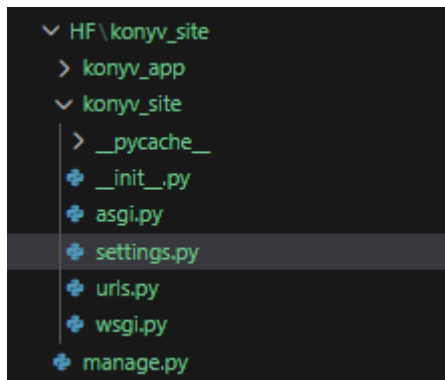 HF\konyv_site
konyv_app
konyv_site
__pycache__
__init__.py
asgi.py
settings.py
urls.py
wsgi.py
manage.py